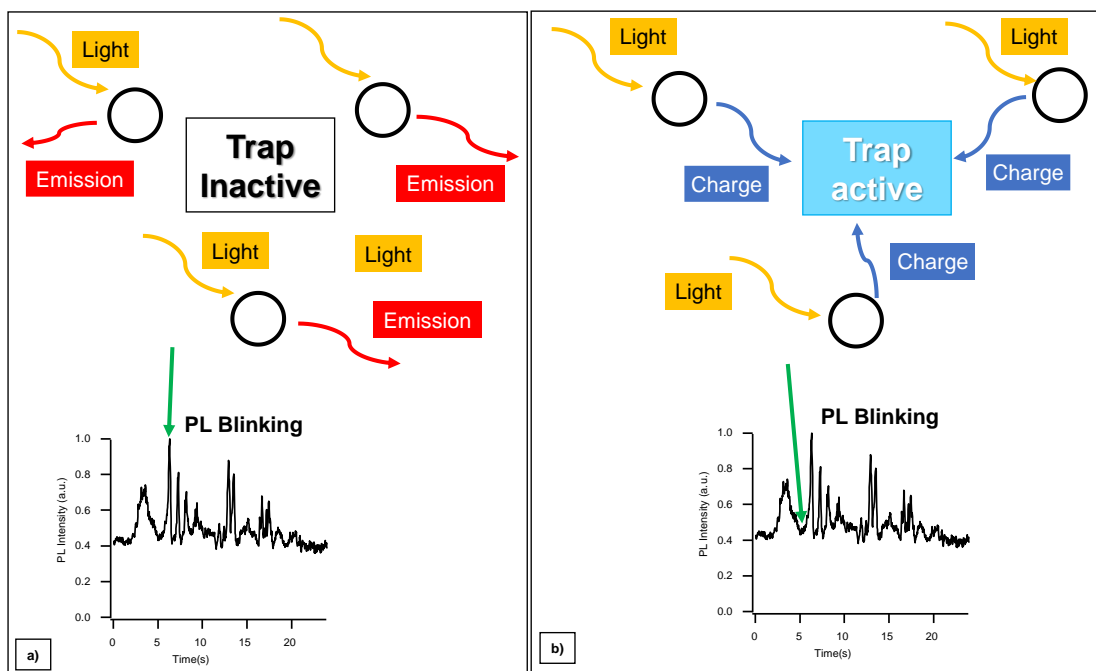 Light
Emission
Trap
Inactive
Emission
Light
Light
Emission
PL Blinking
1.0
0.8
0.6
0.4
0.2
0.0
PL Intensity (a.u.)
0 5 10 15 20
Time(s)
a)
Light
Light
Trap
active
Charge
Charge
Charge
Light
PL Blinking
1.0
0.8
0.6
0.4
0.2
0.0
PL Intensity (a.u.)
0 5 10 15 20
Time(s)
b)